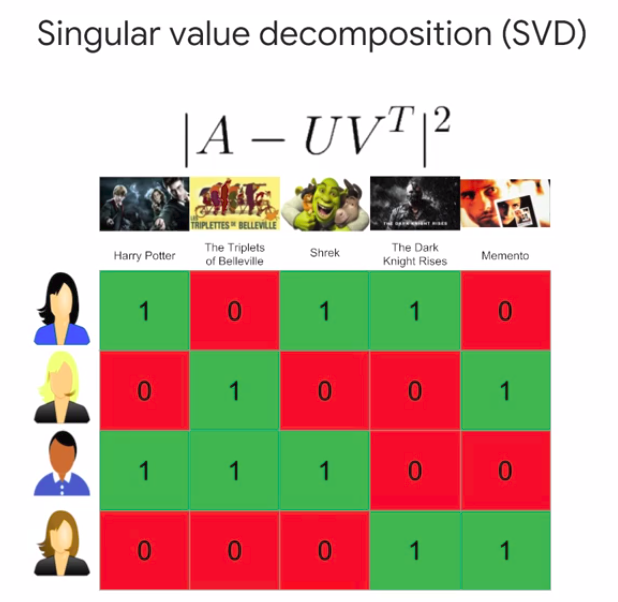 Singular value decomposition (SVD)
|A − UVᵀ|²
TRIPLETTES DE BELLEVILLE
THE DARK KNIGHT RISES
Harry Potter
The Triplets
of Belleville
Shrek
The Dark
Knight Rises
Memento
1 0 1 1 0
0 1 0 0 1
1 1 1 0 0
0 0 0 1 1